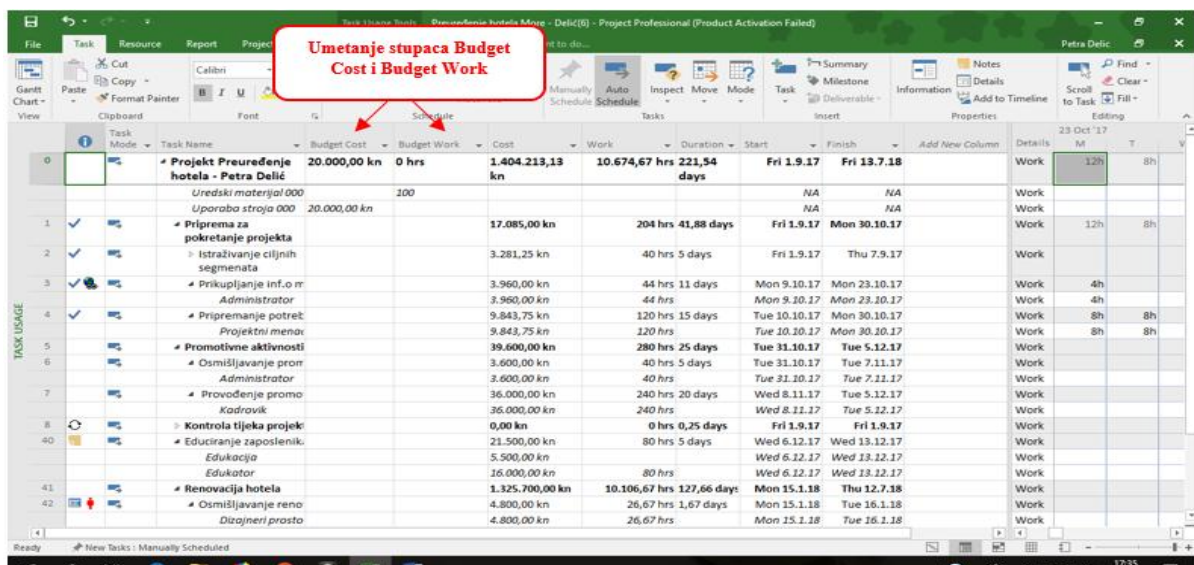 Task Usage Tools Preuređenje hotela More - Delić(6) - Project Professional (Product Activation Failed)
File Task Resource Report Project
Petra Delic
Umetanje stupaca Budget
Cost i Budget Work
Gantt
Chart
Paste
Cut
Copy
Format Painter
Calibri
B I U
Manually
Schedule
Auto
Schedule
Inspect Move Mode
Task
Summary
Milestone
Deliverable
Information
Notes
Details
Add to Timeline
Scroll
to Task
Find
Clear
Fill
View Clipboard Font Schedule Tasks Insert Properties Editing
Task
Mode Task Name Budget Cost Budget Work Cost Work Duration Start Finish Add New Column Details
23 Oct '17
M T
0 Projekt Preuređenje 20.000,00 kn 0 hrs 1.404.213,13 10.674,67 hrs 221,54 Fri 1.9.17 Fri 13.7.18 Work 12h 8h
hotela - Petra Delić kn days
Uredski materijal 000 100 NA NA Work
Uporaba stroja 000 20.000,00 kn NA NA Work
1 Priprema za 17.085,00 kn 204 hrs 41,88 days Fri 1.9.17 Mon 30.10.17 Work 12h 8h
pokretanje projekta
2 Istraživanje ciljnih 3.281,25 kn 40 hrs 5 days Fri 1.9.17 Thu 7.9.17 Work
segmenata
3 Prikupljanje inf.o m 3.960,00 kn 44 hrs 11 days Mon 9.10.17 Mon 23.10.17 Work 4h
Administrator 3.960,00 kn 44 hrs Mon 9.10.17 Mon 23.10.17 Work 4h
4 Pripremanje potreb 9.843,75 kn 120 hrs 15 days Tue 10.10.17 Mon 30.10.17 Work 8h 8h
Projektni menad 9.843,75 kn 120 hrs Tue 10.10.17 Mon 30.10.17 Work 8h 8h
5 Promotivne aktivnosti 39.600,00 kn 280 hrs 25 days Tue 31.10.17 Tue 5.12.17 Work
6 Osmišljavanje prom 3.600,00 kn 40 hrs 5 days Tue 31.10.17 Tue 7.11.17 Work
Administrator 3.600,00 kn 40 hrs Tue 31.10.17 Tue 7.11.17 Work
7 Provođenje promo 36.000,00 kn 240 hrs 20 days Wed 8.11.17 Tue 5.12.17 Work
Kadrovik 36.000,00 kn 240 hrs Wed 8.11.17 Tue 5.12.17 Work
8 Kontrola tijeka projekt 0,00 kn 0 hrs 0,25 days Fri 1.9.17 Fri 1.9.17 Work
40 Educiranje zaposlenik 21.500,00 kn 80 hrs 5 days Wed 6.12.17 Wed 13.12.17 Work
Edukacija 5.500,00 kn Wed 6.12.17 Wed 13.12.17 Work
Edukator 16.000,00 kn 80 hrs Wed 6.12.17 Wed 13.12.17 Work
41 Renovacija hotela 1.325.700,00 kn 10.106,67 hrs 127,66 days Mon 15.1.18 Thu 12.7.18 Work
42 Osmišljavanje reno 4.800,00 kn 26,67 hrs 1,67 days Mon 15.1.18 Tue 16.1.18 Work
Dizajneri prosto 4.800,00 kn 26,67 hrs Mon 15.1.18 Tue 16.1.18 Work
TASK USAGE
Ready New Tasks : Manually Scheduled
17:35